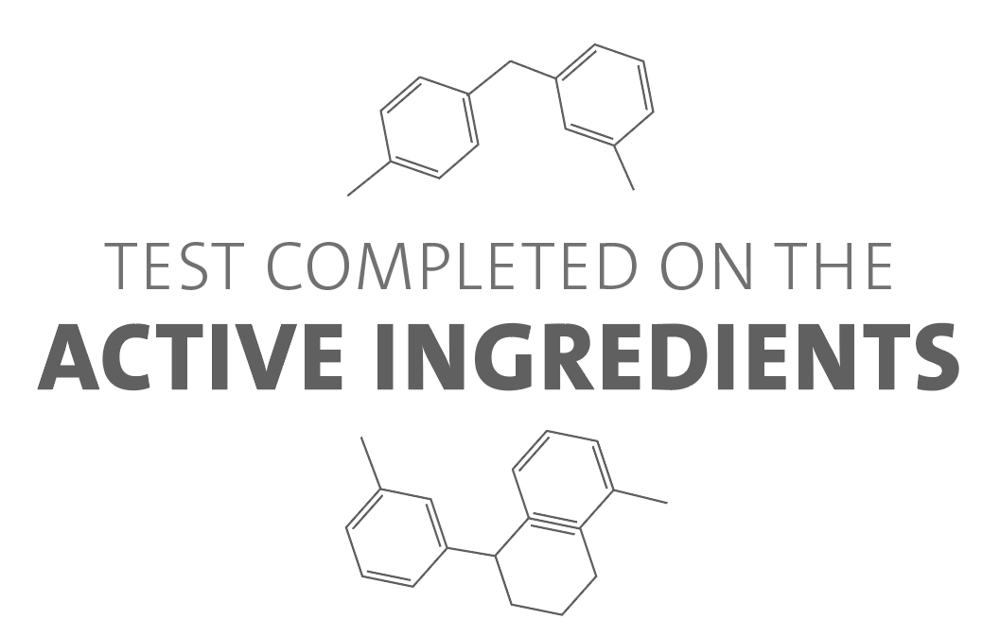 TEST COMPLETED ON THE
ACTIVE INGREDIENTS